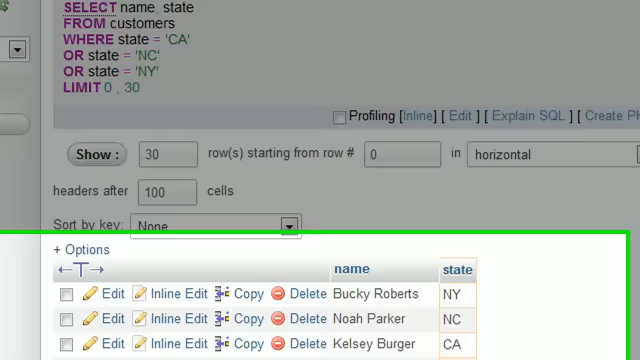 SELECT name, state
FROM customers
WHERE state = 'CA'
OR state = 'NC'
OR state = 'NY'
LIMIT 0 , 30
Profiling [Inline] [ Edit ] [ Explain SQL ] [ Create
Show : 30 row(s) starting from row # 0 in horizontal
headers after 100 cells
Sort by key: None
+ Options
name state
Edit Inline Edit Copy Delete Bucky Roberts NY
Edit Inline Edit Copy Delete Noah Parker NC
Edit Inline Edit Copy Delete Kelsey Burger CA